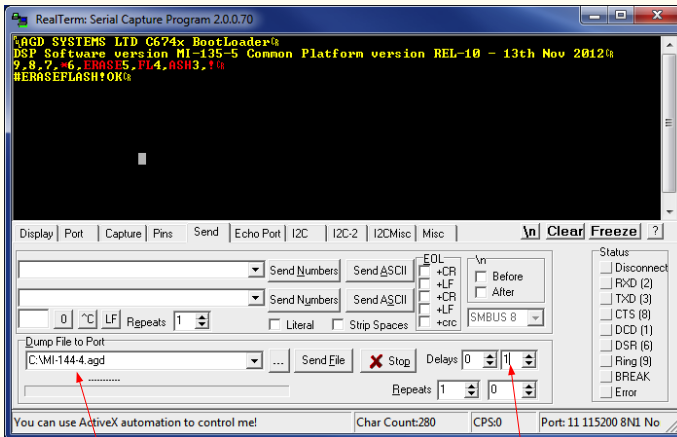 RealTerm: Serial Capture Program 2.0.0.70
AGD SYSTEMS LTD C674x BootLoader
DSP Software version MI-135-5 Common Platform version REL-10 - 13th Nov 2012
9,8,7,*6,ERASE5,FL4,ASH3,!
#ERASEFLASH!OK
Display Port Capture Pins Send Echo Port I2C I2C-2 I2CMisc Misc \n Clear Freeze ?
Send Numbers Send ASCII
Send Numbers Send ASCII
0 ^C LF Repeats 1 Literal Strip Spaces
EOL
+CR
+LF
+CR
+LF
+crc
\n
Before
After
SMBUS 8
Dump File to Port
C:\MI-144-4.agd ... Send File Stop Delays 0 1
Repeats 1 0
Status
Disconnect
RXD (2)
TXD (3)
CTS (8)
DCD (1)
DSR (6)
Ring (9)
BREAK
Error
You can use ActiveX automation to control me! Char Count:280 CPS:0 Port: 11 115200 8N1 No